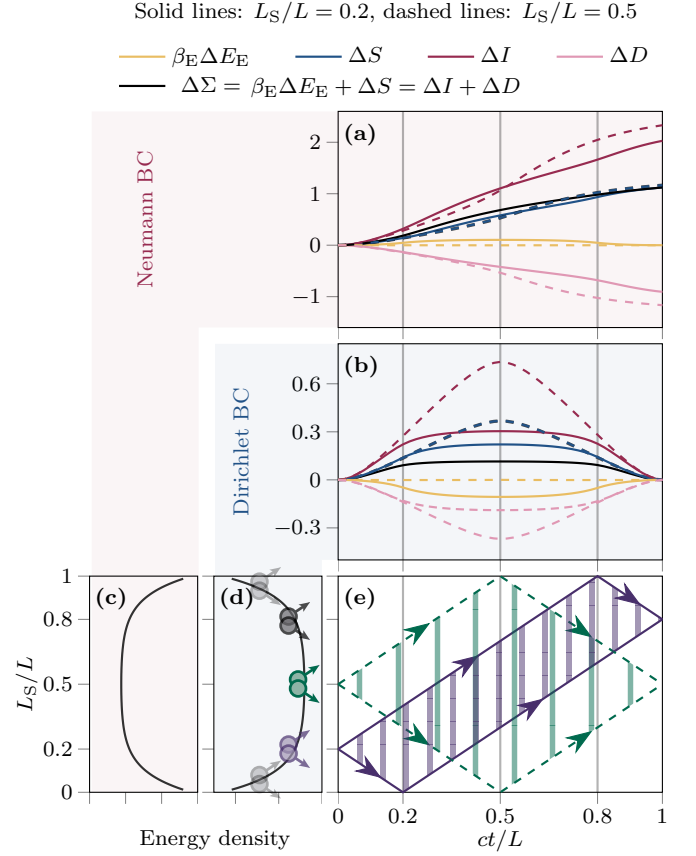 Solid lines: L_S/L = 0.2, dashed lines: L_S/L = 0.5
β_EΔE_E ΔS ΔI ΔD
ΔΣ = β_EΔE_E + ΔS = ΔI + ΔD
Neumann BC
(a)
2
1
0
−1
Dirichlet BC
(b)
0.6
0.3
0
−0.3
(c) (d) (e)
L_S/L
1
0.8
0.5
0.2
0
0 0.2 0.5 0.8 1
Energy density
ct/L